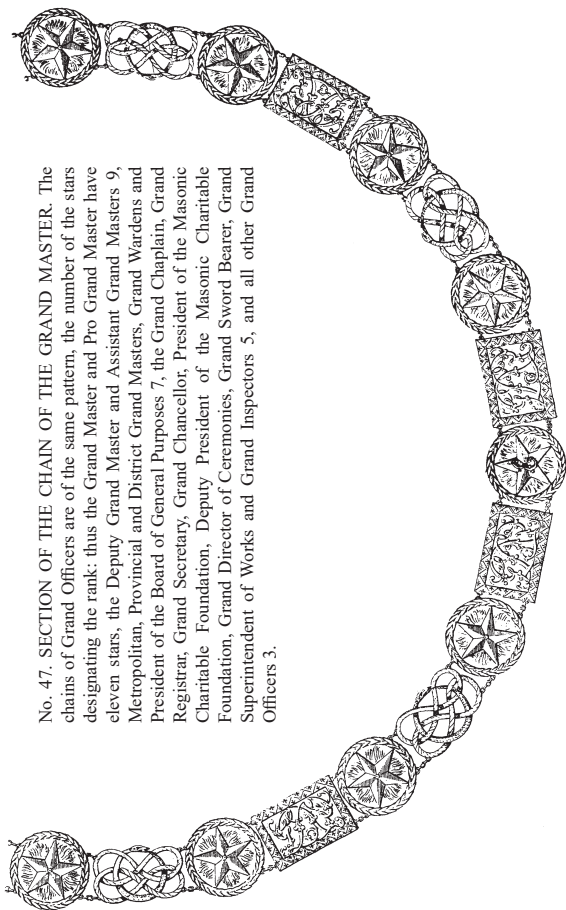 No. 47. SECTION OF THE CHAIN OF THE GRAND MASTER. The
chains of Grand Officers are of the same pattern, the number of the stars
designating the rank: thus the Grand Master and Pro Grand Master have
eleven stars, the Deputy Grand Master and Assistant Grand Masters 9,
Metropolitan, Provincial and District Grand Masters, Grand Wardens and
President of the Board of General Purposes 7, the Grand Chaplain, Grand
Registrar, Grand Secretary, Grand Chancellor, President of the Masonic
Charitable Foundation, Deputy President of the Masonic Charitable
Foundation, Grand Director of Ceremonies, Grand Sword Bearer, Grand
Superintendent of Works and Grand Inspectors 5, and all other Grand
Officers 3.